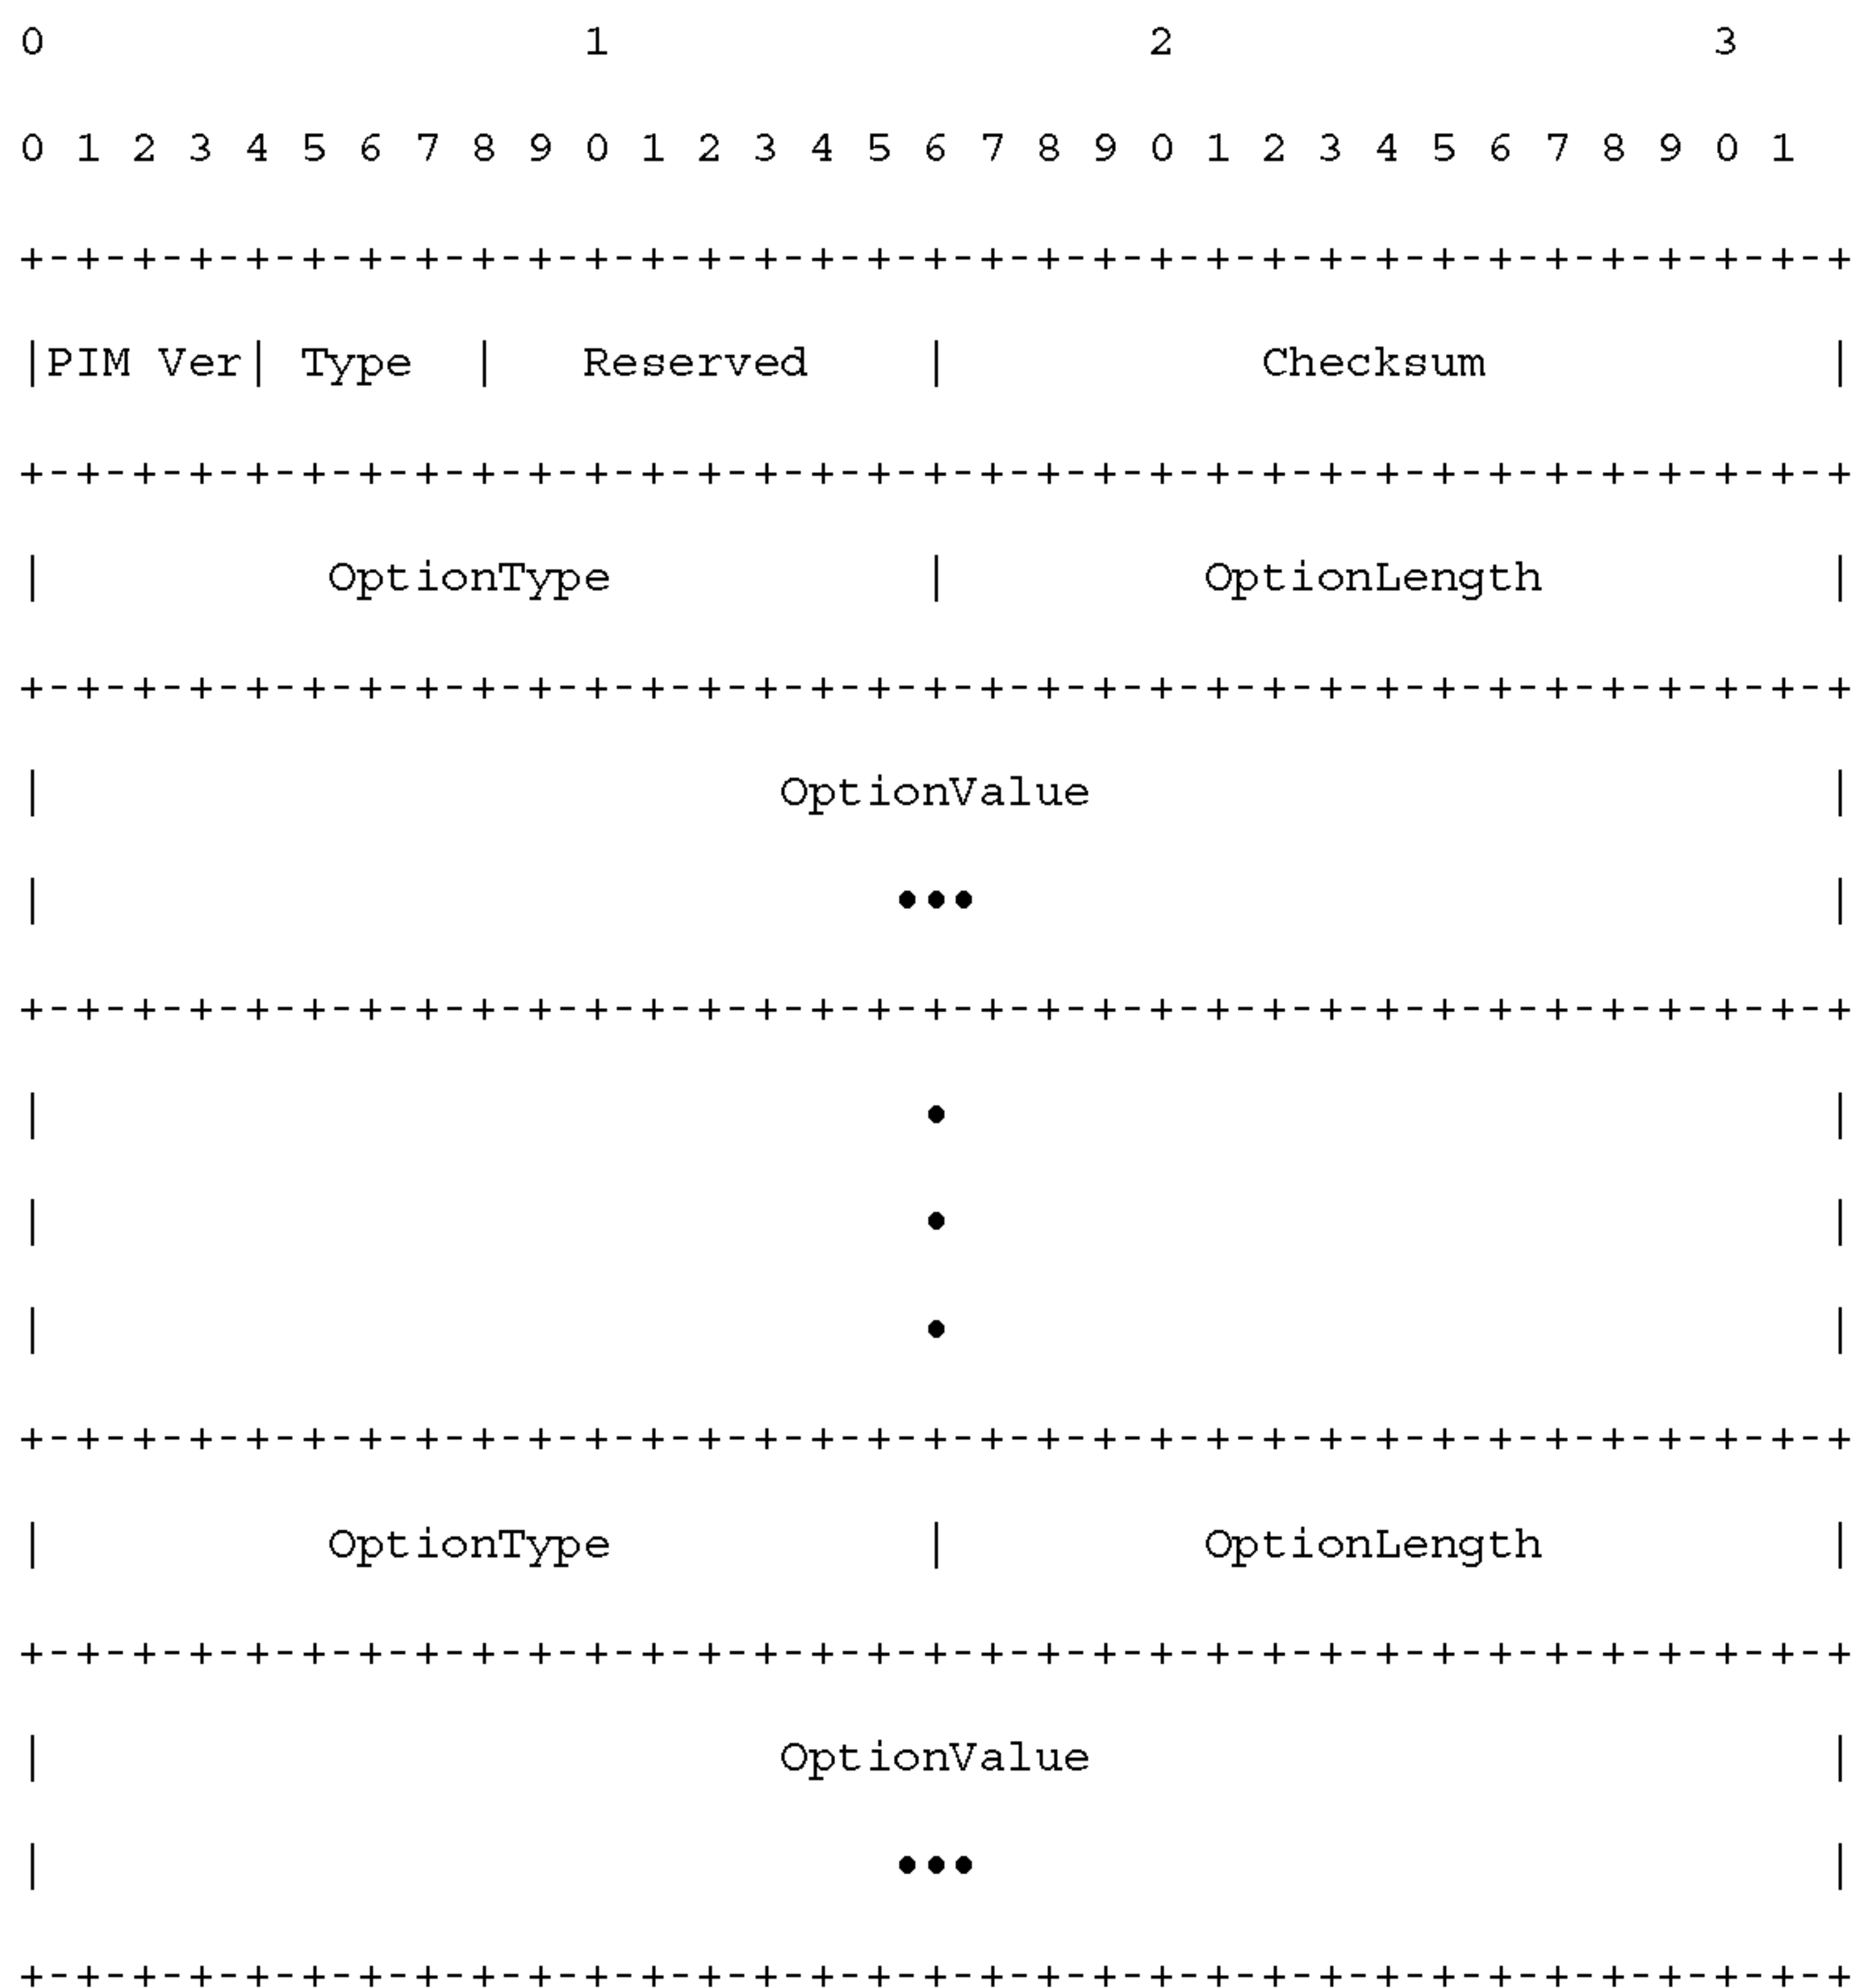 0                   1                   2                   3
0 1 2 3 4 5 6 7 8 9 0 1 2 3 4 5 6 7 8 9 0 1 2 3 4 5 6 7 8 9 0 1
+-+-+-+-+-+-+-+-+-+-+-+-+-+-+-+-+-+-+-+-+-+-+-+-+-+-+-+-+-+-+-+-+
|PIM Ver| Type  |   Reserved    |           Checksum            |
+-+-+-+-+-+-+-+-+-+-+-+-+-+-+-+-+-+-+-+-+-+-+-+-+-+-+-+-+-+-+-+-+
|          OptionType           |         OptionLength          |
+-+-+-+-+-+-+-+-+-+-+-+-+-+-+-+-+-+-+-+-+-+-+-+-+-+-+-+-+-+-+-+-+
|                          OptionValue                          |
|                              •••                              |
+-+-+-+-+-+-+-+-+-+-+-+-+-+-+-+-+-+-+-+-+-+-+-+-+-+-+-+-+-+-+-+-+
|                               •                               |
|                               •                               |
|                               •                               |
+-+-+-+-+-+-+-+-+-+-+-+-+-+-+-+-+-+-+-+-+-+-+-+-+-+-+-+-+-+-+-+-+
|          OptionType           |         OptionLength          |
+-+-+-+-+-+-+-+-+-+-+-+-+-+-+-+-+-+-+-+-+-+-+-+-+-+-+-+-+-+-+-+-+
|                          OptionValue                          |
|                              •••                              |
+-+-+-+-+-+-+-+-+-+-+-+-+-+-+-+-+-+-+-+-+-+-+-+-+-+-+-+-+-+-+-+-+